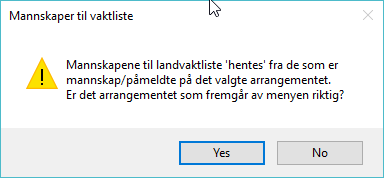 Mannskaper til vaktliste
Mannskapene til landvaktliste 'hentes' fra de som er
mannskap/påmeldte på det valgte arrangementet.
Er det arrangementet som fremgår av menyen riktig?
Yes
No